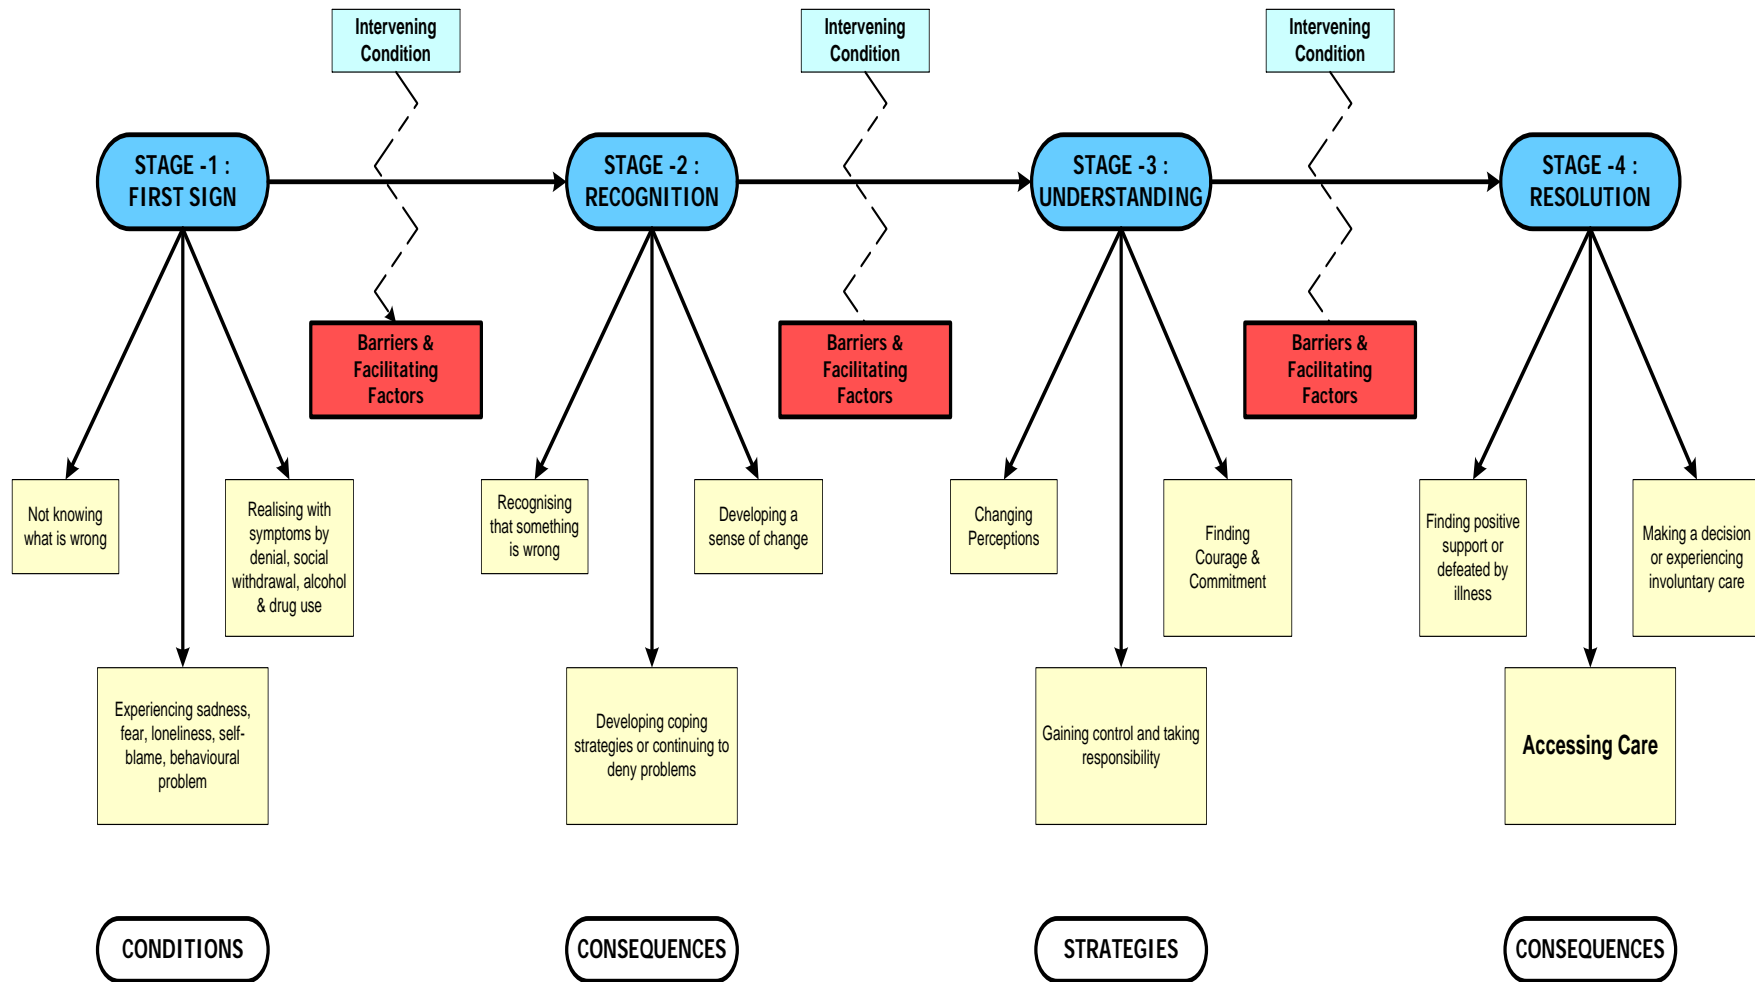 Intervening
Condition
Intervening
Condition
Intervening
Condition
STAGE -1 :
FIRST SIGN
STAGE -2 :
RECOGNITION
STAGE -3 :
UNDERSTANDING
STAGE -4 :
RESOLUTION
Barriers &
Facilitating
Factors
Barriers &
Facilitating
Factors
Barriers &
Facilitating
Factors
Not knowing
what is wrong
Realising with
symptoms by
denial, social
withdrawal, alcohol
& drug use
Recognising
that something
is wrong
Developing a
sense of change
Changing
Perceptions
Finding
Courage &
Commitment
Finding positive
support or
defeated by
illness
Making a decision
or experiencing
involuntary care
Experiencing sadness,
fear, loneliness, self-
blame, behavioural
problem
Developing coping
strategies or continuing to
deny problems
Gaining control and taking
responsibility
Accessing Care
CONDITIONS
CONSEQUENCES
STRATEGIES
CONSEQUENCES